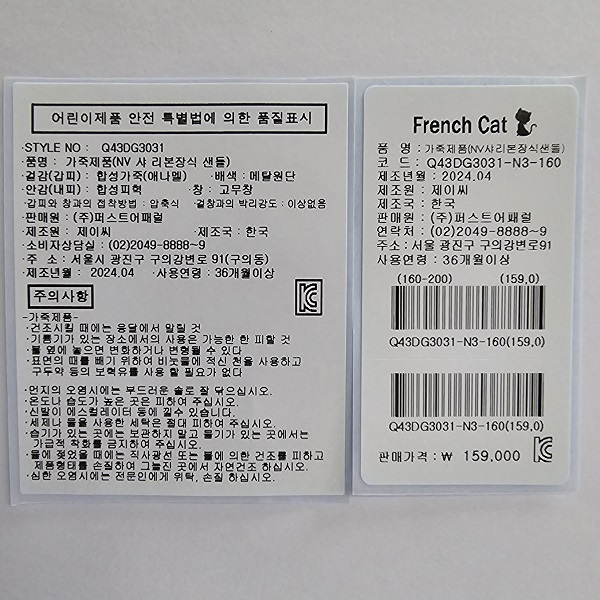 어린이제품 안전 특별법에 의한 품질표시
·STYLE NO : Q43DG3031
·품명 : 가죽제품(NV 샤 리본장식 샌들)
·겉감(갑피) : 합성가죽(애나멜) ·배색 : 메탈원단
·안감(내피) : 합성피혁 ·창 : 고무창
·갑피와 창과의 접착방법 : 압축식 ·겉창과의 박리강도 : 이상없음
·판매원 : (주)퍼스트어패럴
·제조원 : 제이씨 ·제조국 : 한국
·소비자상담실 : (02)2049-8888~9
·주 소 : 서울시 광진구 구의강변로 91(구의동)
·제조년월 : 2024.04 ·사용연령 : 36개월이상
주의사항
-가죽제품-
·건조시킬 때에는 응달에서 말릴 것
·기름기가 있는 장소에서의 사용은 가능한 한 피할 것
·불 옆에 놓으면 변화하거나 변형될 수 있다
·표면의 때를 빼기 위하여 비눗물에 적신 천을 사용하고
구두약 등의 보혁유를 사용 할 필요가 없다
·먼지의 오염시에는 부드러운 솔로 잘 닦으십시오.
·온도나 습도가 높은 곳은 피하여 주십시오.
·신발이 에스컬레이터 등에 낄수 있습니다.
·세제나 물을 사용한 세탁은 절대 피하여 주십시오.
·습기가 있는 곳에는 보관하지 말고 물기가 있는 곳에서는
가급적 착화를 금지하여 주십시오.
·물에 젖었을 때에는 직사광선 또는 불에 의한 건조를 피하고
제품형태를 손질하여 그늘진 곳에서 자연건조 하십시오.
·심한 오염시에는 전문인에게 위탁, 손질 하십시오.
KC
French Cat
품 명 : 가죽제품(NV샤리본장식샌들)
코 드 : Q43DG3031-N3-160
제조년월 : 2024.04
제조원 : 제이씨
제조국 : 한국
판매원 : (주)퍼스트어패럴
연락처 : (02)2049-8888~9
주소:서울 광진구 구의강변로91
사용연령 : 36개월이상
(160-200) (159,0)
Q43DG3031-N3-160(159,0)
Q43DG3031-N3-160(159,0)
판매가격 : ₩ 159,000
KC